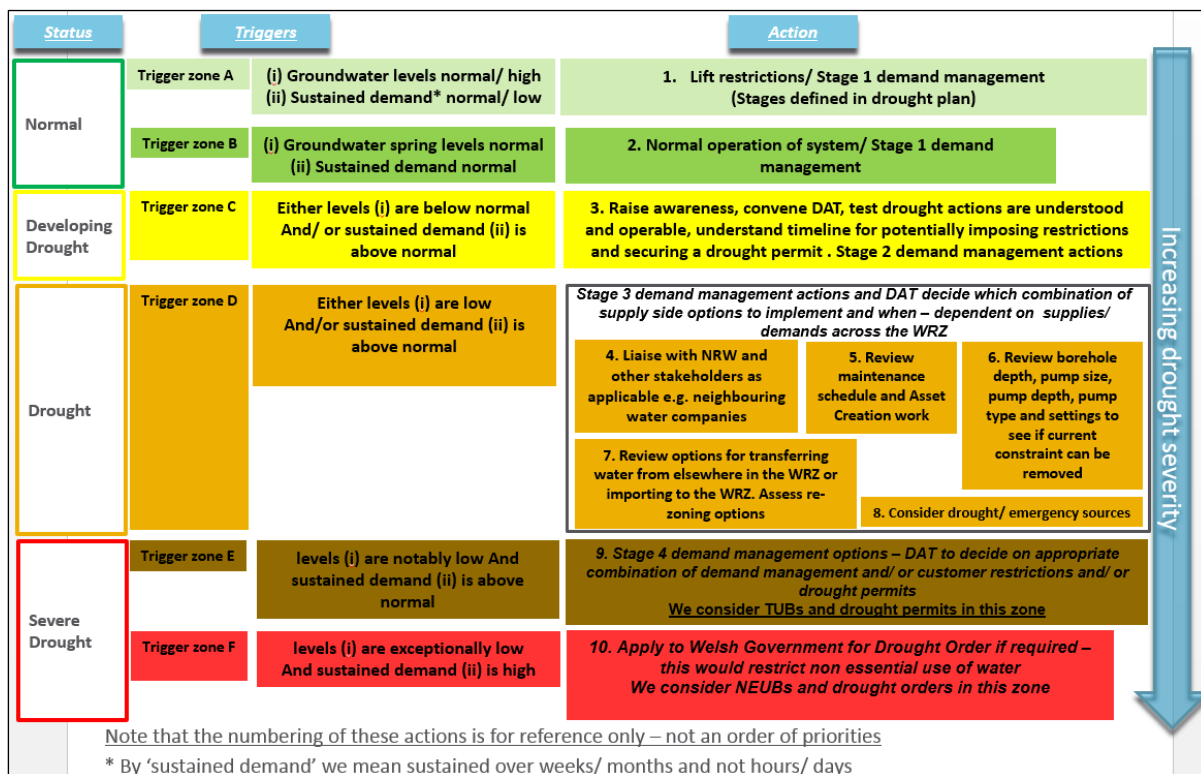 Status
Triggers
Action
Normal
Trigger zone A
(i) Groundwater levels normal/ high
(ii) Sustained demand* normal/ low
1. Lift restrictions/ Stage 1 demand management
(Stages defined in drought plan)
Trigger zone B
(i) Groundwater spring levels normal
(ii) Sustained demand normal
2. Normal operation of system/ Stage 1 demand
management
Developing
Drought
Trigger zone C
Either levels (i) are below normal
And/ or sustained demand (ii) is
above normal
3. Raise awareness, convene DAT, test drought actions are understood
and operable, understand timeline for potentially imposing restrictions
and securing a drought permit . Stage 2 demand management actions
Drought
Trigger zone D
Either levels (i) are low
And/or sustained demand (ii) is
above normal
Stage 3 demand management actions and DAT decide which combination of
supply side options to implement and when – dependent on supplies/
demands across the WRZ
4. Liaise with NRW and
other stakeholders as
applicable e.g. neighbouring
water companies
5. Review
maintenance
schedule and Asset
Creation work
6. Review borehole
depth, pump size,
pump depth, pump
type and settings to
see if current
constraint can be
removed
7. Review options for transferring
water from elsewhere in the WRZ or
importing to the WRZ. Assess re-
zoning options
8. Consider drought/ emergency sources
Severe
Drought
Trigger zone E
levels (i) are notably low And
sustained demand (ii) is above
normal
9. Stage 4 demand management options – DAT to decide on appropriate
combination of demand management and/ or customer restrictions and/ or
drought permits
We consider TUBs and drought permits in this zone
Trigger zone F
levels (i) are exceptionally low
And sustained demand (ii) is high
10. Apply to Welsh Government for Drought Order if required –
this would restrict non essential use of water
We consider NEUBs and drought orders in this zone
Increasing drought severity
Note that the numbering of these actions is for reference only – not an order of priorities
* By ‘sustained demand’ we mean sustained over weeks/ months and not hours/ days